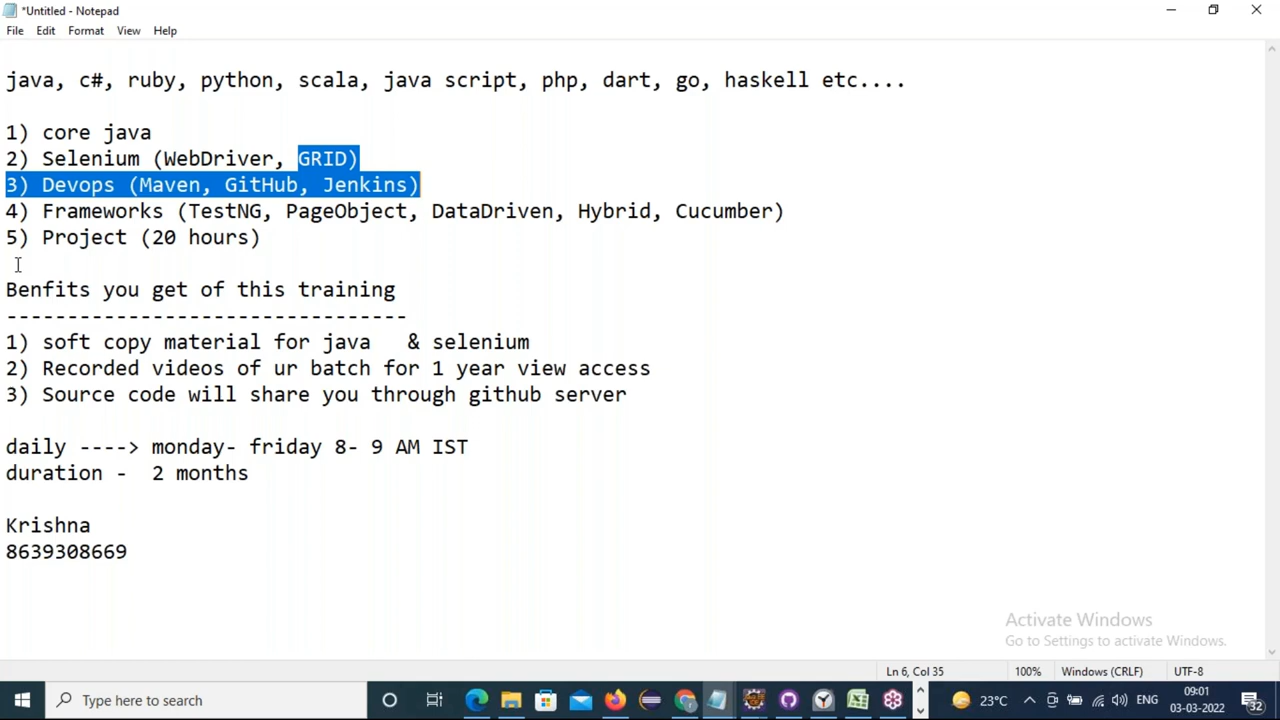 *Untitled - Notepad
File Edit Format View Help
java, c#, ruby, python, scala, java script, php, dart, go, haskell etc....
1) core java
2) Selenium (WebDriver, GRID)
3) Devops (Maven, GitHub, Jenkins)
4) Frameworks (TestNG, PageObject, DataDriven, Hybrid, Cucumber)
5) Project (20 hours)
Benfits you get of this training
---------------------------------
1) soft copy material for java & selenium
2) Recorded videos of ur batch for 1 year view access
3) Source code will share you through github server
daily ----> monday- friday 8- 9 AM IST
duration - 2 months
Krishna
8639308669
Activate Windows
Go to Settings to activate Windows.
Ln 6, Col 35 100% Windows (CRLF) UTF-8
Type here to search 23°C ENG 09:01
03-03-2022 32